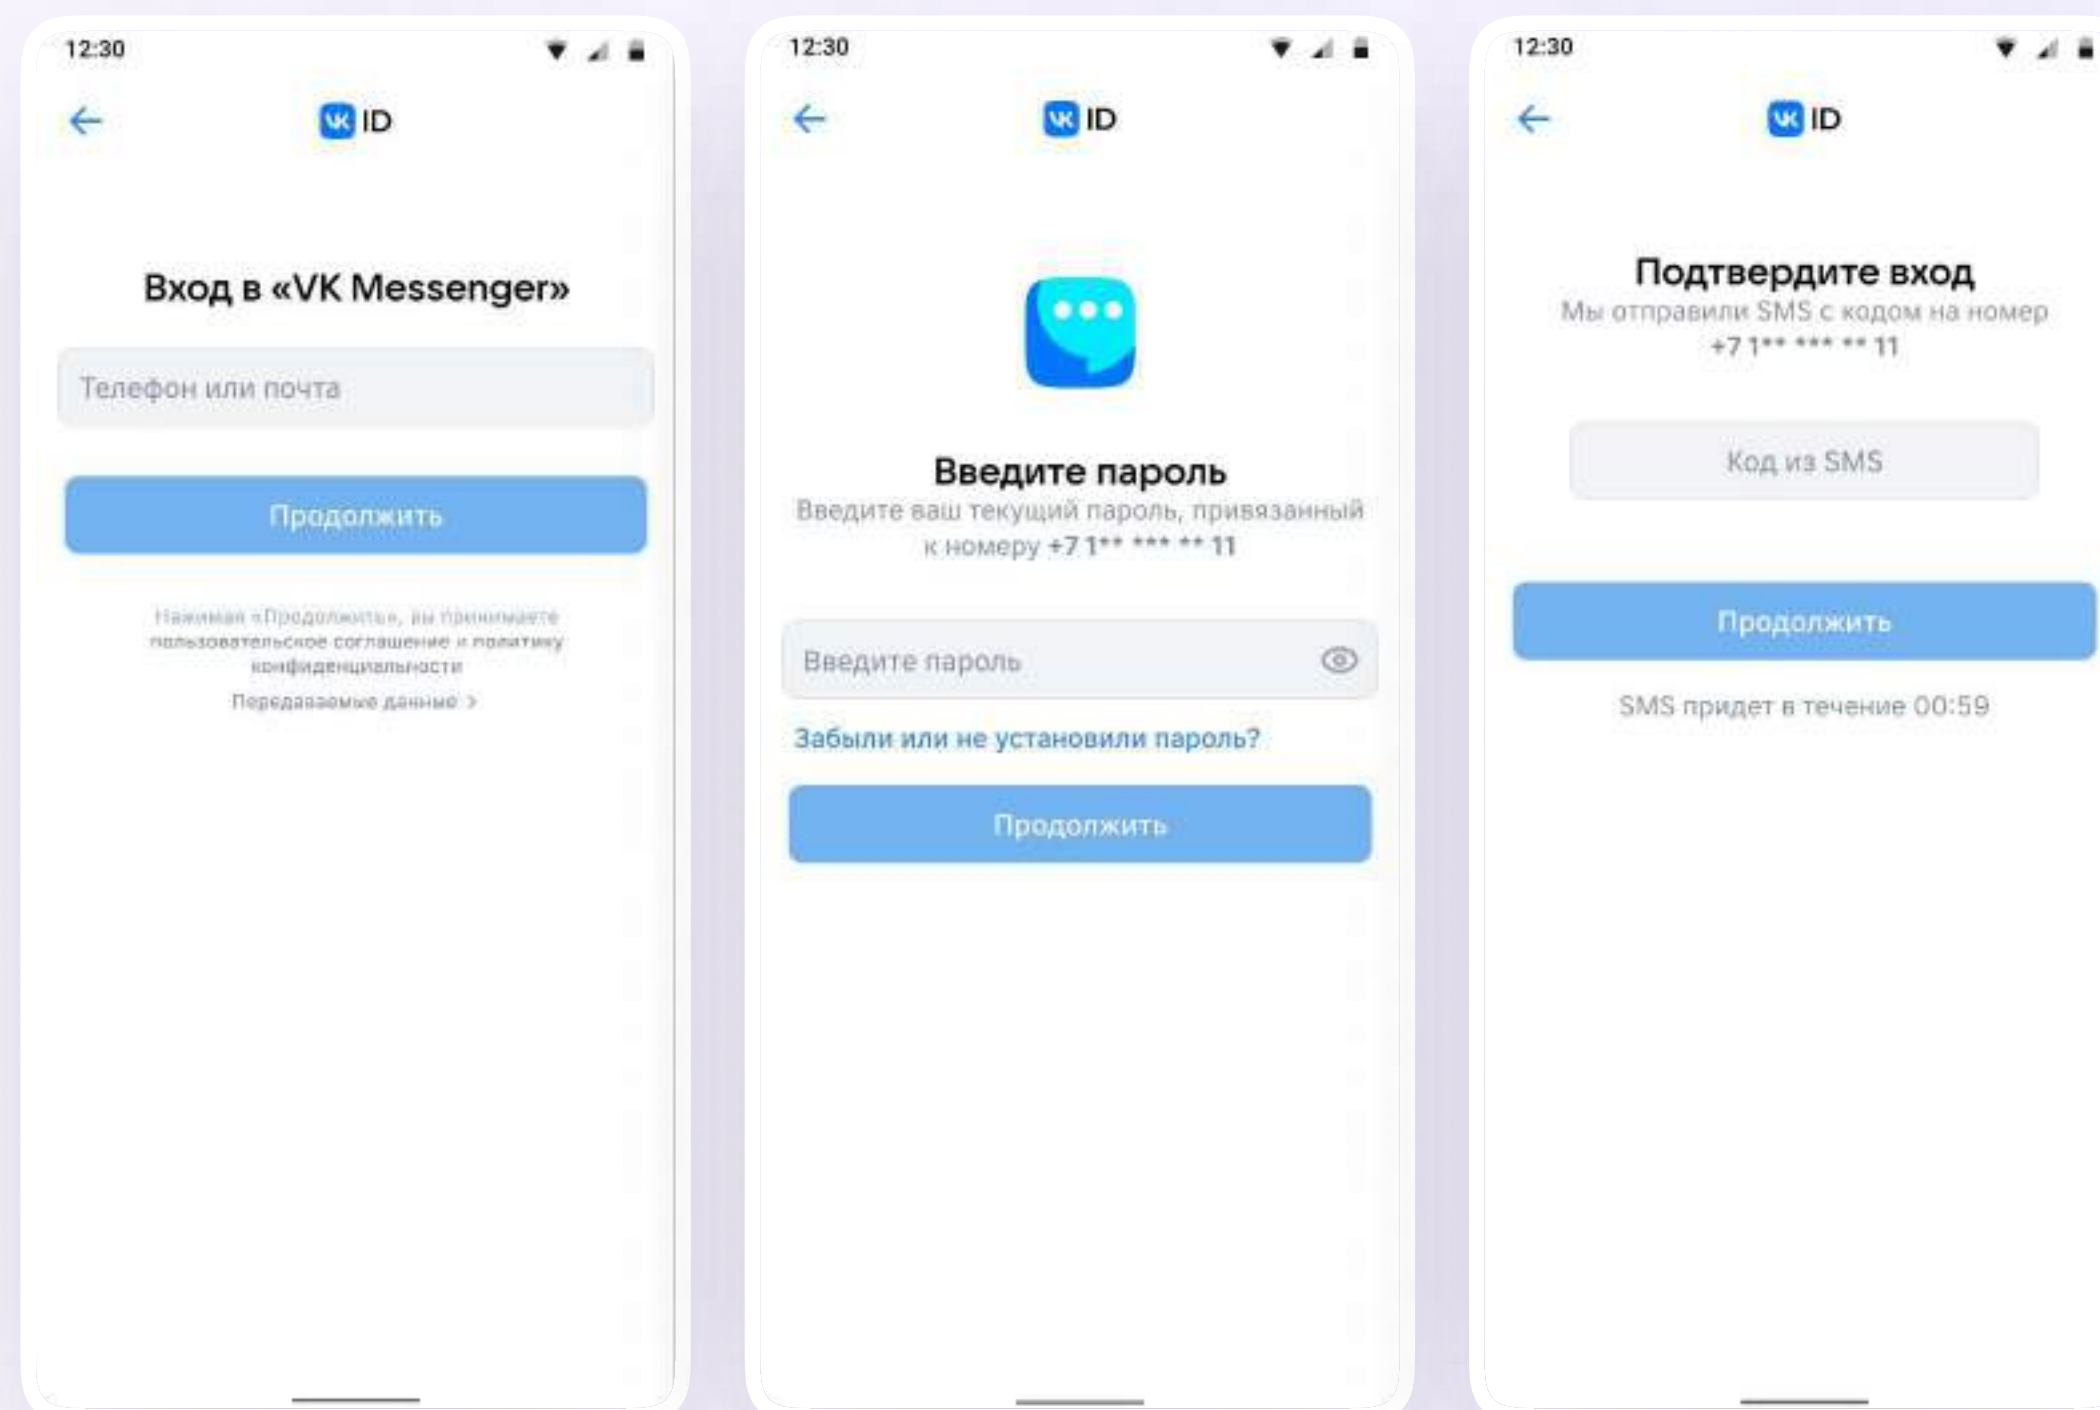 12:30
VK ID
Вход в «VK Messenger»
Телефон или почта
Продолжить
Нажимая «Продолжить», вы принимаете
пользовательское соглашение и политику
конфиденциальности
Передаваемые данные >
12:30
VK ID
Введите пароль
Введите ваш текущий пароль, привязанный
к номеру +7 1** *** ** 11
Введите пароль
Забыли или не установили пароль?
Продолжить
12:30
VK ID
Подтвердите вход
Мы отправили SMS с кодом на номер
+7 1** *** ** 11
Код из SMS
Продолжить
SMS придет в течение 00:59